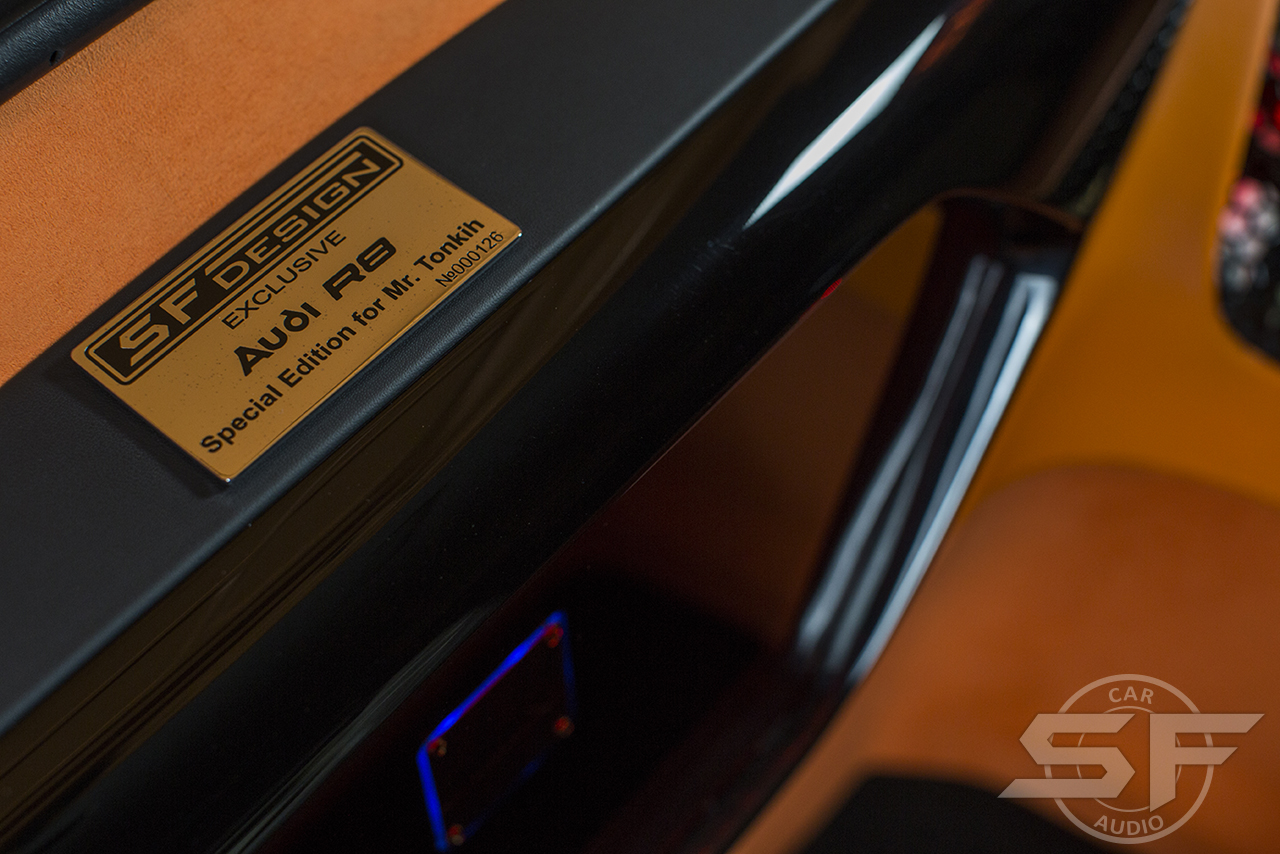 SF DESIGN
EXCLUSIVE
Audi R8
Special Edition for Mr. Tonkih
№000126
CAR
SF
AUDIO